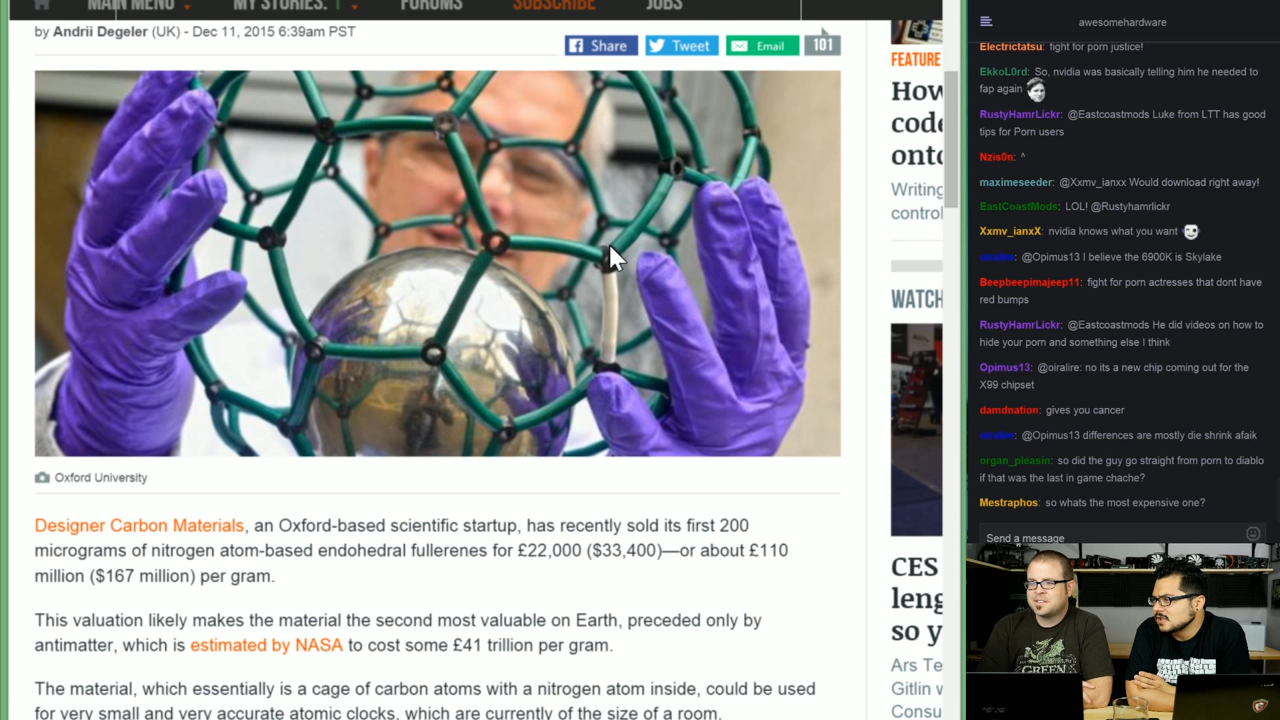 MAIN MENU
MY STORIES: 1
FORUMS
SUBSCRIBE
JOBS
by Andrii Degeler (UK) - Dec 11, 2015 6:39am PST
Share
Tweet
Email
101
Oxford University
Designer Carbon Materials, an Oxford-based scientific startup, has recently sold its first 200
micrograms of nitrogen atom-based endohedral fullerenes for £22,000 ($33,400)—or about £110
million ($167 million) per gram.
This valuation likely makes the material the second most valuable on Earth, preceded only by
antimatter, which is estimated by NASA to cost some £41 trillion per gram.
The material, which essentially is a cage of carbon atoms with a nitrogen atom inside, could be used
for very small and very accurate atomic clocks, which are currently of the size of a room.
FEATURE
How
code
onto
Writing
control
WATCH
CES
leng
so y
Ars Te
Gitlin w
Consu
awesomehardware
Electrictatsu: fight for porn justice!
EkkoL0rd: So, nvidia was basically telling him he needed to
fap again
RustyHamrLickr: @Eastcoastmods Luke from LTT has good
tips for Porn users
Nzis0n: ^
maximeseeder: @Xxmv_ianxx Would download right away!
EastCoastMods: LOL! @Rustyhamrlickr
Xxmv_ianxX: nvidia knows what you want
@Opimus13 I believe the 6900K is Skylake
Beepbeepimajeep11: fight for porn actresses that dont have
red bumps
RustyHamrLickr: @Eastcoastmods He did videos on how to
hide your porn and something else I think
Opimus13: @oiralire: no its a new chip coming out for the
X99 chipset
damdnation: gives you cancer
@Opimus13 differences are mostly die shrink afaik
organ_pleasin: so did the guy go straight from porn to diablo
if that was the last in game chache?
Mestraphos: so whats the most expensive one?
Send a message
GREEN